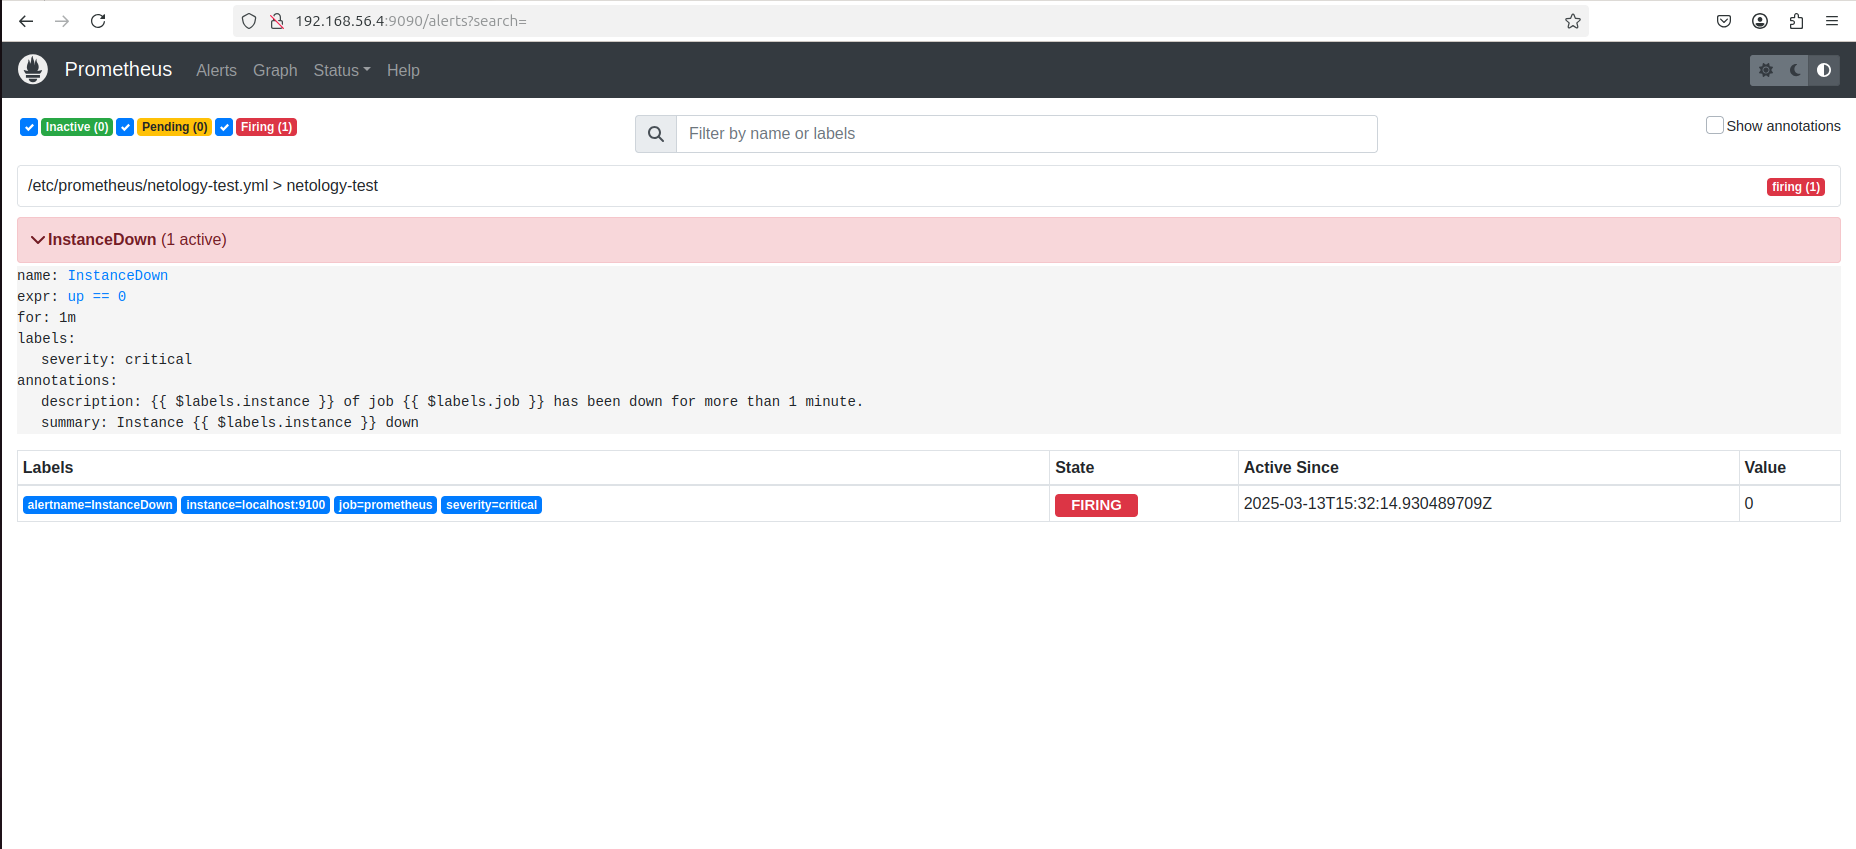 192.168.56.4:9090/alerts?search=
Prometheus Alerts Graph Status Help
Inactive (0) Pending (0) Firing (1) Filter by name or labels Show annotations
/etc/prometheus/netology-test.yml > netology-test firing (1)
InstanceDown (1 active)
name: InstanceDown
expr: up == 0
for: 1m
labels:
severity: critical
annotations:
description: {{ $labels.instance }} of job {{ $labels.job }} has been down for more than 1 minute.
summary: Instance {{ $labels.instance }} down
Labels State Active Since Value
alertname=InstanceDown instance=localhost:9100 job=prometheus severity=critical FIRING 2025-03-13T15:32:14.930489709Z 0